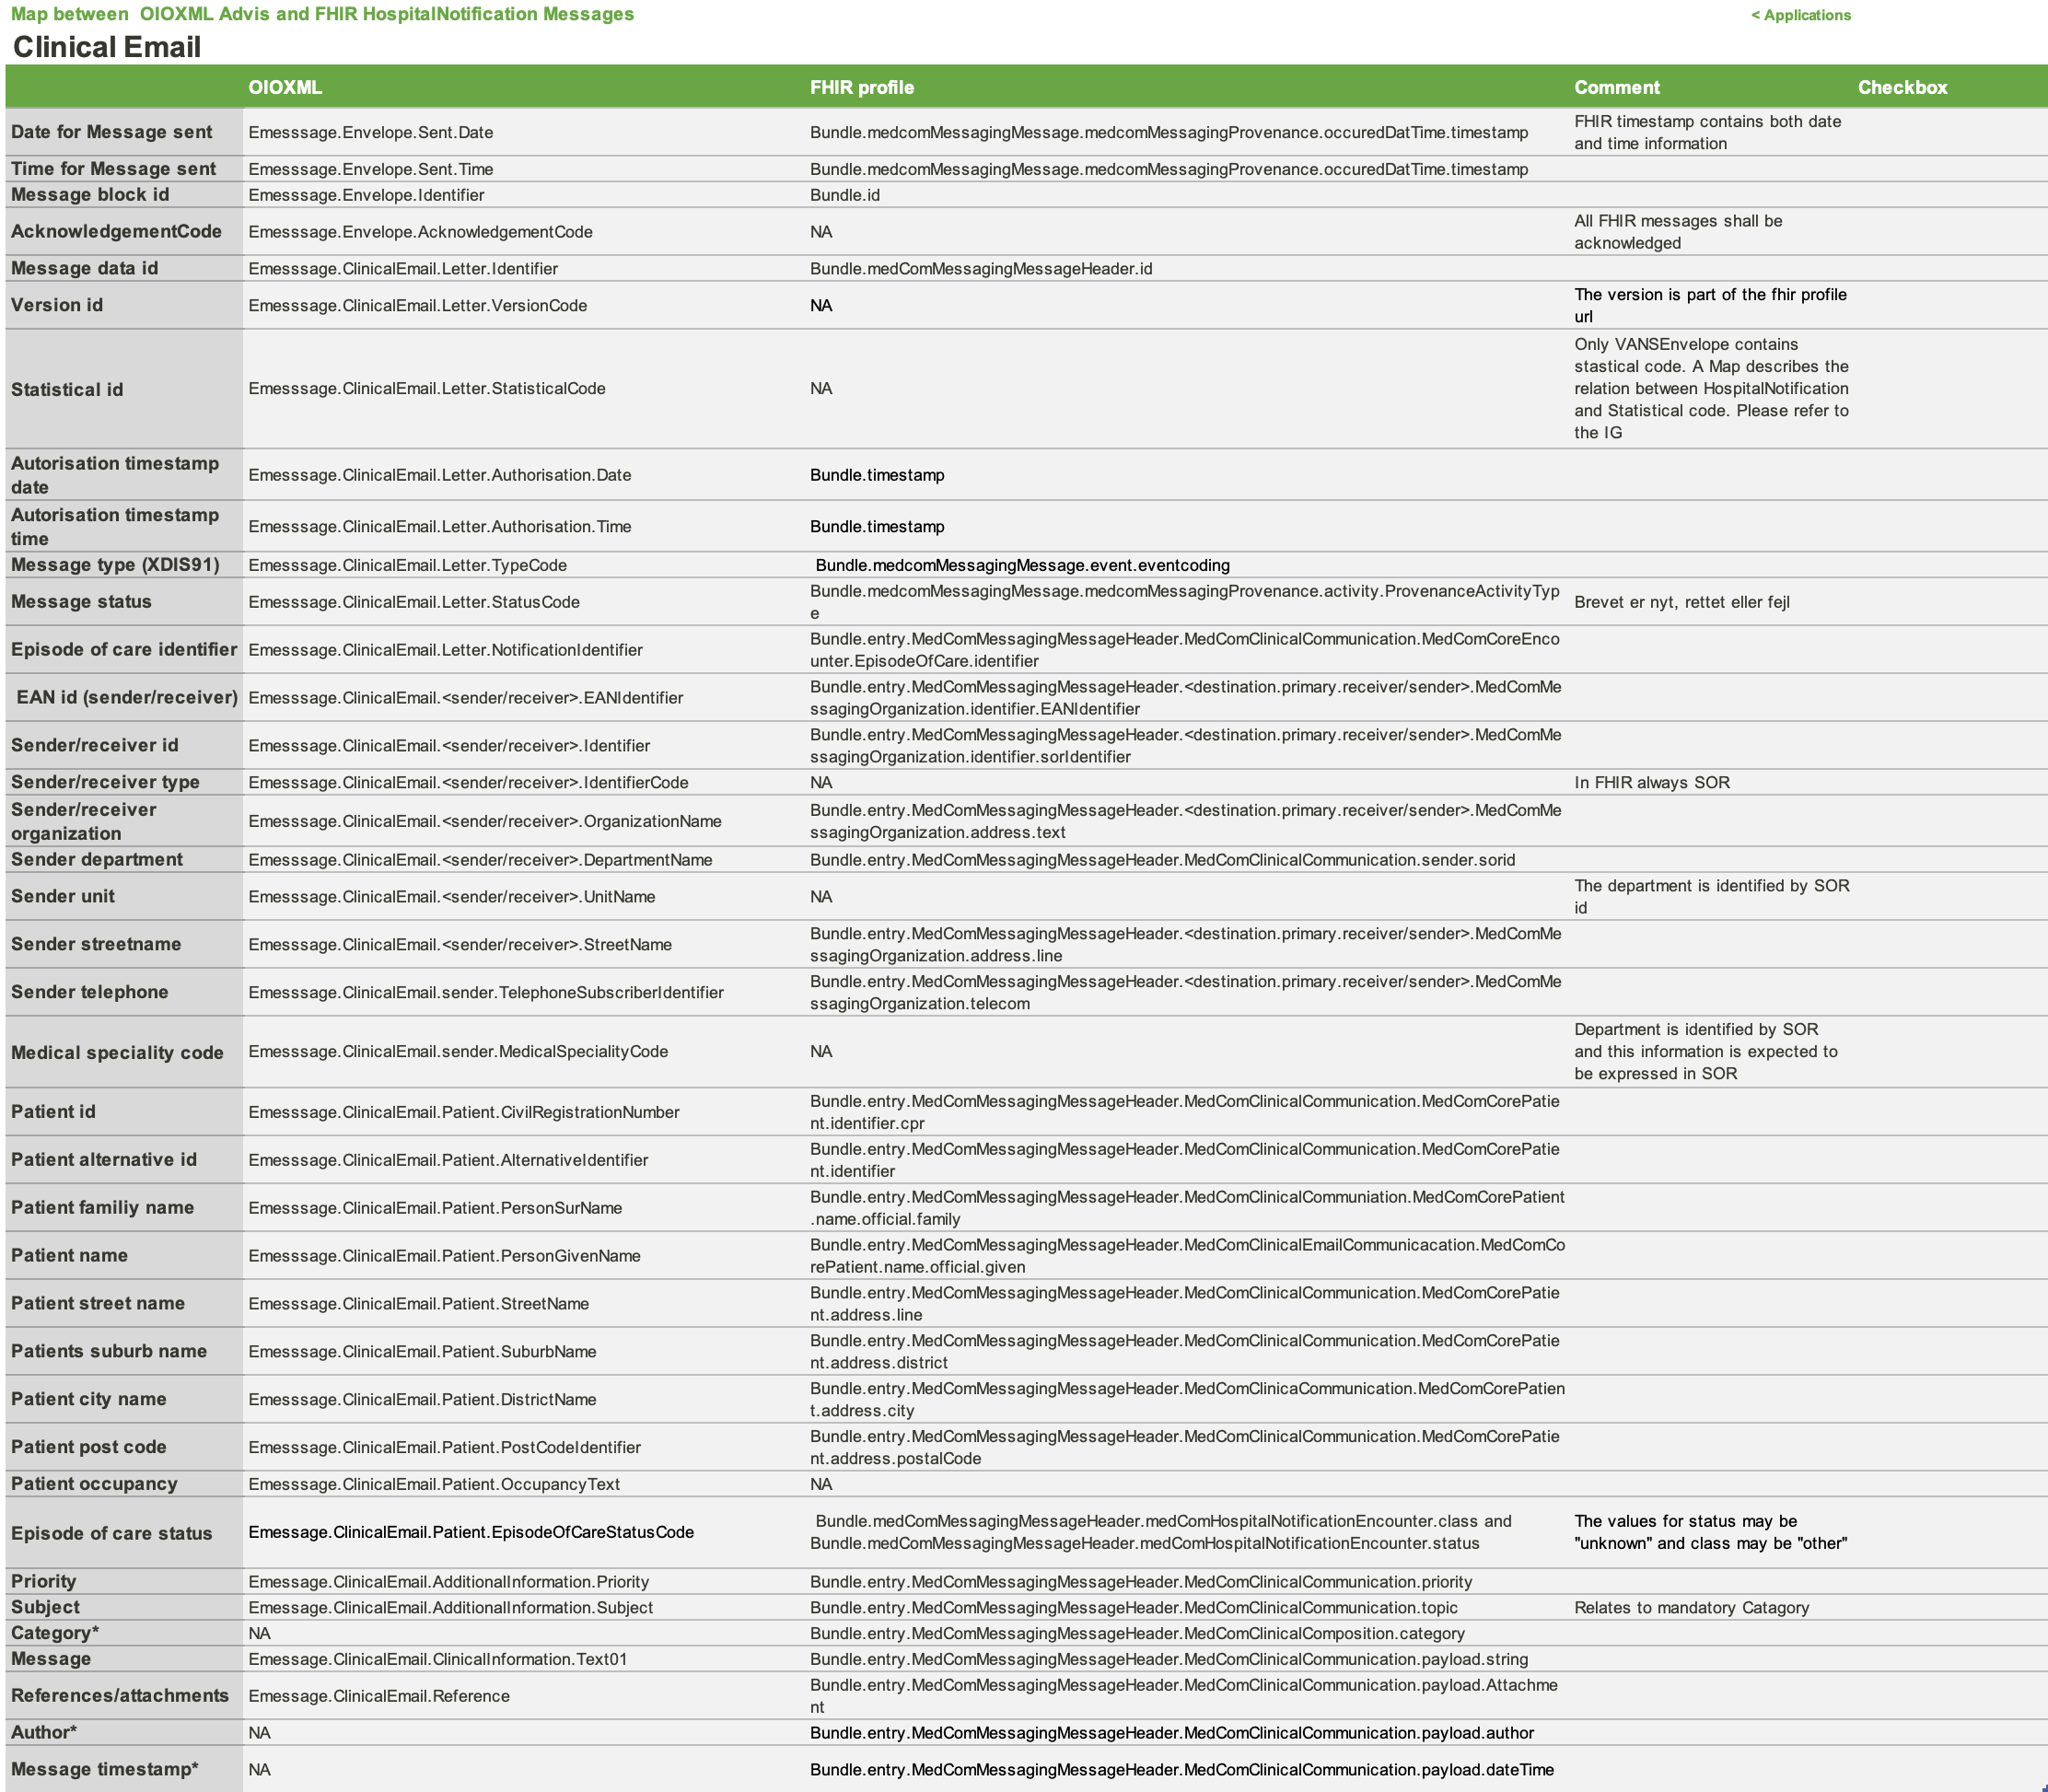 Map between  OIOXML Advis and FHIR HospitalNotification Messages
< Applications
Clinical Email
OIOXML FHIR profile Comment Checkbox
Date for Message sent Emesssage.Envelope.Sent.Date Bundle.medcomMessagingMessage.medcomMessagingProvenance.occuredDatTime.timestamp FHIR timestamp contains both date
and time information
Time for Message sent Emesssage.Envelope.Sent.Time Bundle.medcomMessagingMessage.medcomMessagingProvenance.occuredDatTime.timestamp
Message block id Emesssage.Envelope.Identifier Bundle.id
AcknowledgementCode Emesssage.Envelope.AcknowledgementCode NA All FHIR messages shall be
acknowledged
Message data id Emesssage.ClinicalEmail.Letter.Identifier Bundle.medComMessagingMessageHeader.id
Version id Emesssage.ClinicalEmail.Letter.VersionCode NA The version is part of the fhir profile
url
Statistical id Emesssage.ClinicalEmail.Letter.StatisticalCode NA Only VANSEnvelope contains
stastical code. A Map describes the
relation between HospitalNotification
and Statistical code. Please refer to
the IG
Autorisation timestamp
date Emesssage.ClinicalEmail.Letter.Authorisation.Date Bundle.timestamp
Autorisation timestamp
time Emesssage.ClinicalEmail.Letter.Authorisation.Time Bundle.timestamp
Message type (XDIS91) Emesssage.ClinicalEmail.Letter.TypeCode Bundle.medcomMessagingMessage.event.eventcoding
Message status Emesssage.ClinicalEmail.Letter.StatusCode Bundle.medcomMessagingMessage.medcomMessagingProvenance.activity.ProvenanceActivityTyp
e Brevet er nyt, rettet eller fejl
Episode of care identifier Emesssage.ClinicalEmail.Letter.NotificationIdentifier Bundle.entry.MedComMessagingMessageHeader.MedComClinicalCommunication.MedComCoreEnco
unter.EpisodeOfCare.identifier
EAN id (sender/receiver) Emesssage.ClinicalEmail.<sender/receiver>.EANIdentifier Bundle.entry.MedComMessagingMessageHeader.<destination.primary.receiver/sender>.MedComMe
ssagingOrganization.identifier.EANIdentifier
Sender/receiver id Emesssage.ClinicalEmail.<sender/receiver>.Identifier Bundle.entry.MedComMessagingMessageHeader.<destination.primary.receiver/sender>.MedComMe
ssagingOrganization.identifier.sorIdentifier
Sender/receiver type Emesssage.ClinicalEmail.<sender/receiver>.IdentifierCode NA In FHIR always SOR
Sender/receiver
organization Emesssage.ClinicalEmail.<sender/receiver>.OrganizationName Bundle.entry.MedComMessagingMessageHeader.<destination.primary.receiver/sender>.MedComMe
ssagingOrganization.address.text
Sender department Emesssage.ClinicalEmail.<sender/receiver>.DepartmentName Bundle.entry.MedComMessagingMessageHeader.MedComClinicalCommunication.sender.sorid
Sender unit Emesssage.ClinicalEmail.<sender/receiver>.UnitName NA The department is identified by SOR
id
Sender streetname Emesssage.ClinicalEmail.<sender/receiver>.StreetName Bundle.entry.MedComMessagingMessageHeader.<destination.primary.receiver/sender>.MedComMe
ssagingOrganization.address.line
Sender telephone Emesssage.ClinicalEmail.sender.TelephoneSubscriberIdentifier Bundle.entry.MedComMessagingMessageHeader.<destination.primary.receiver/sender>.MedComMe
ssagingOrganization.telecom
Medical speciality code Emesssage.ClinicalEmail.sender.MedicalSpecialityCode NA Department is identified by SOR
and this information is expected to
be expressed in SOR
Patient id Emesssage.ClinicalEmail.Patient.CivilRegistrationNumber Bundle.entry.MedComMessagingMessageHeader.MedComClinicalCommunication.MedComCorePatie
nt.identifier.cpr
Patient alternative id Emesssage.ClinicalEmail.Patient.AlternativeIdentifier Bundle.entry.MedComMessagingMessageHeader.MedComClinicalCommunication.MedComCorePatie
nt.identifier
Patient familiy name Emesssage.ClinicalEmail.Patient.PersonSurName Bundle.entry.MedComMessagingMessageHeader.MedComClinicalCommuniation.MedComCorePatient
.name.official.family
Patient name Emesssage.ClinicalEmail.Patient.PersonGivenName Bundle.entry.MedComMessagingMessageHeader.MedComClinicalEmailCommunicacation.MedComCo
rePatient.name.official.given
Patient street name Emesssage.ClinicalEmail.Patient.StreetName Bundle.entry.MedComMessagingMessageHeader.MedComClinicalCommunication.MedComCorePatie
nt.address.line
Patients suburb name Emesssage.ClinicalEmail.Patient.SuburbName Bundle.entry.MedComMessagingMessageHeader.MedComClinicalCommunication.MedComCorePatie
nt.address.district
Patient city name Emesssage.ClinicalEmail.Patient.DistrictName Bundle.entry.MedComMessagingMessageHeader.MedComClinicaCommunication.MedComCorePatien
t.address.city
Patient post code Emesssage.ClinicalEmail.Patient.PostCodeIdentifier Bundle.entry.MedComMessagingMessageHeader.MedComClinicalCommunication.MedComCorePatie
nt.address.postalCode
Patient occupancy Emesssage.ClinicalEmail.Patient.OccupancyText NA
Episode of care status Emessage.ClinicalEmail.Patient.EpisodeOfCareStatusCode Bundle.medComMessagingMessageHeader.medComHospitalNotificationEncounter.class and
Bundle.medComMessagingMessageHeader.medComHospitalNotificationEncounter.status The values for status may be
"unknown" and class may be "other"
Priority Emessage.ClinicalEmail.AdditionalInformation.Priority Bundle.entry.MedComMessagingMessageHeader.MedComClinicalCommunication.priority
Subject Emessage.ClinicalEmail.AdditionalInformation.Subject Bundle.entry.MedComMessagingMessageHeader.MedComClinicalCommunication.topic Relates to mandatory Catagory
Category* NA Bundle.entry.MedComMessagingMessageHeader.MedComClinicalComposition.category
Message Emessage.ClinicalEmail.ClinicalInformation.Text01 Bundle.entry.MedComMessagingMessageHeader.MedComClinicalCommunication.payload.string
References/attachments Emessage.ClinicalEmail.Reference Bundle.entry.MedComMessagingMessageHeader.MedComClinicalCommunication.payload.Attachme
nt
Author* NA Bundle.entry.MedComMessagingMessageHeader.MedComClinicalCommunication.payload.author
Message timestamp* NA Bundle.entry.MedComMessagingMessageHeader.MedComClinicalCommunication.payload.dateTime